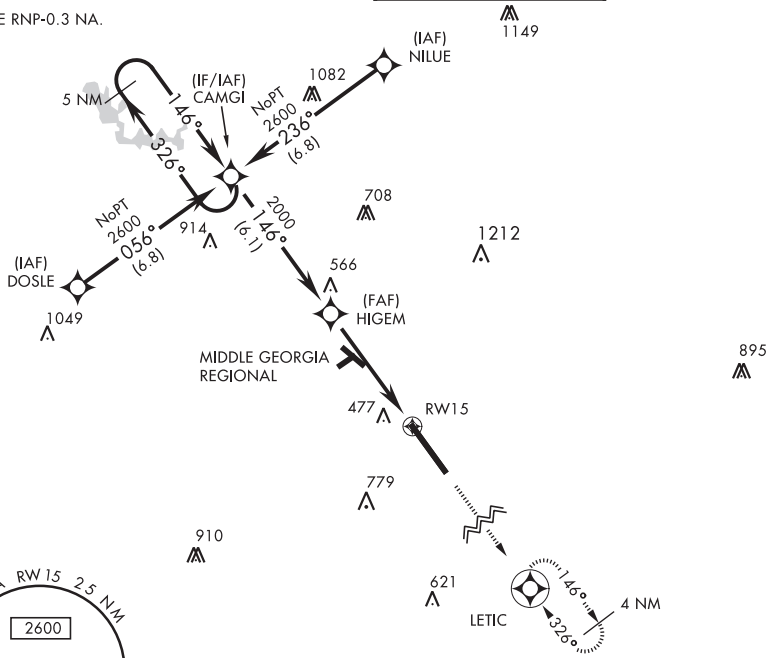 E RNP-0.3 NA.
1149
(IAF)
NILUE
(IF/IAF)
CAMGI
1082
5 NM
146°
326°
NoPT
2600
236°
(6.8)
708
NoPT
2600
056°
(6.8)
914
2000
146°
(6.1)
1212
(IAF)
DOSLE
566
(FAF)
HIGEM
1049
MIDDLE GEORGIA
REGIONAL
895
477
RW15
779
910
RW15 25 NM
2600
621
LETIC
146°
326°
4 NM